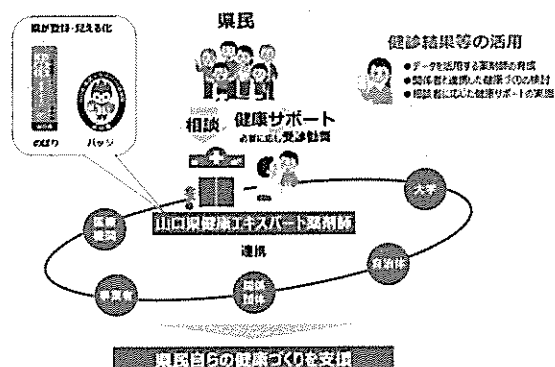 県が登録・見える化
のぼり
バッジ
県民
健診結果等の活用
●データを活用する薬剤師の育成
●関係者と連携した健康づくりの検討
●相談者に応じた健康サポートの実施
相談
健康サポート
必要に応じ受診勧奨
山口県健康エキスパート薬剤師
連携
医療
機関
大学
自治体
関係
団体
事業者
県民自らの健康づくりを支援